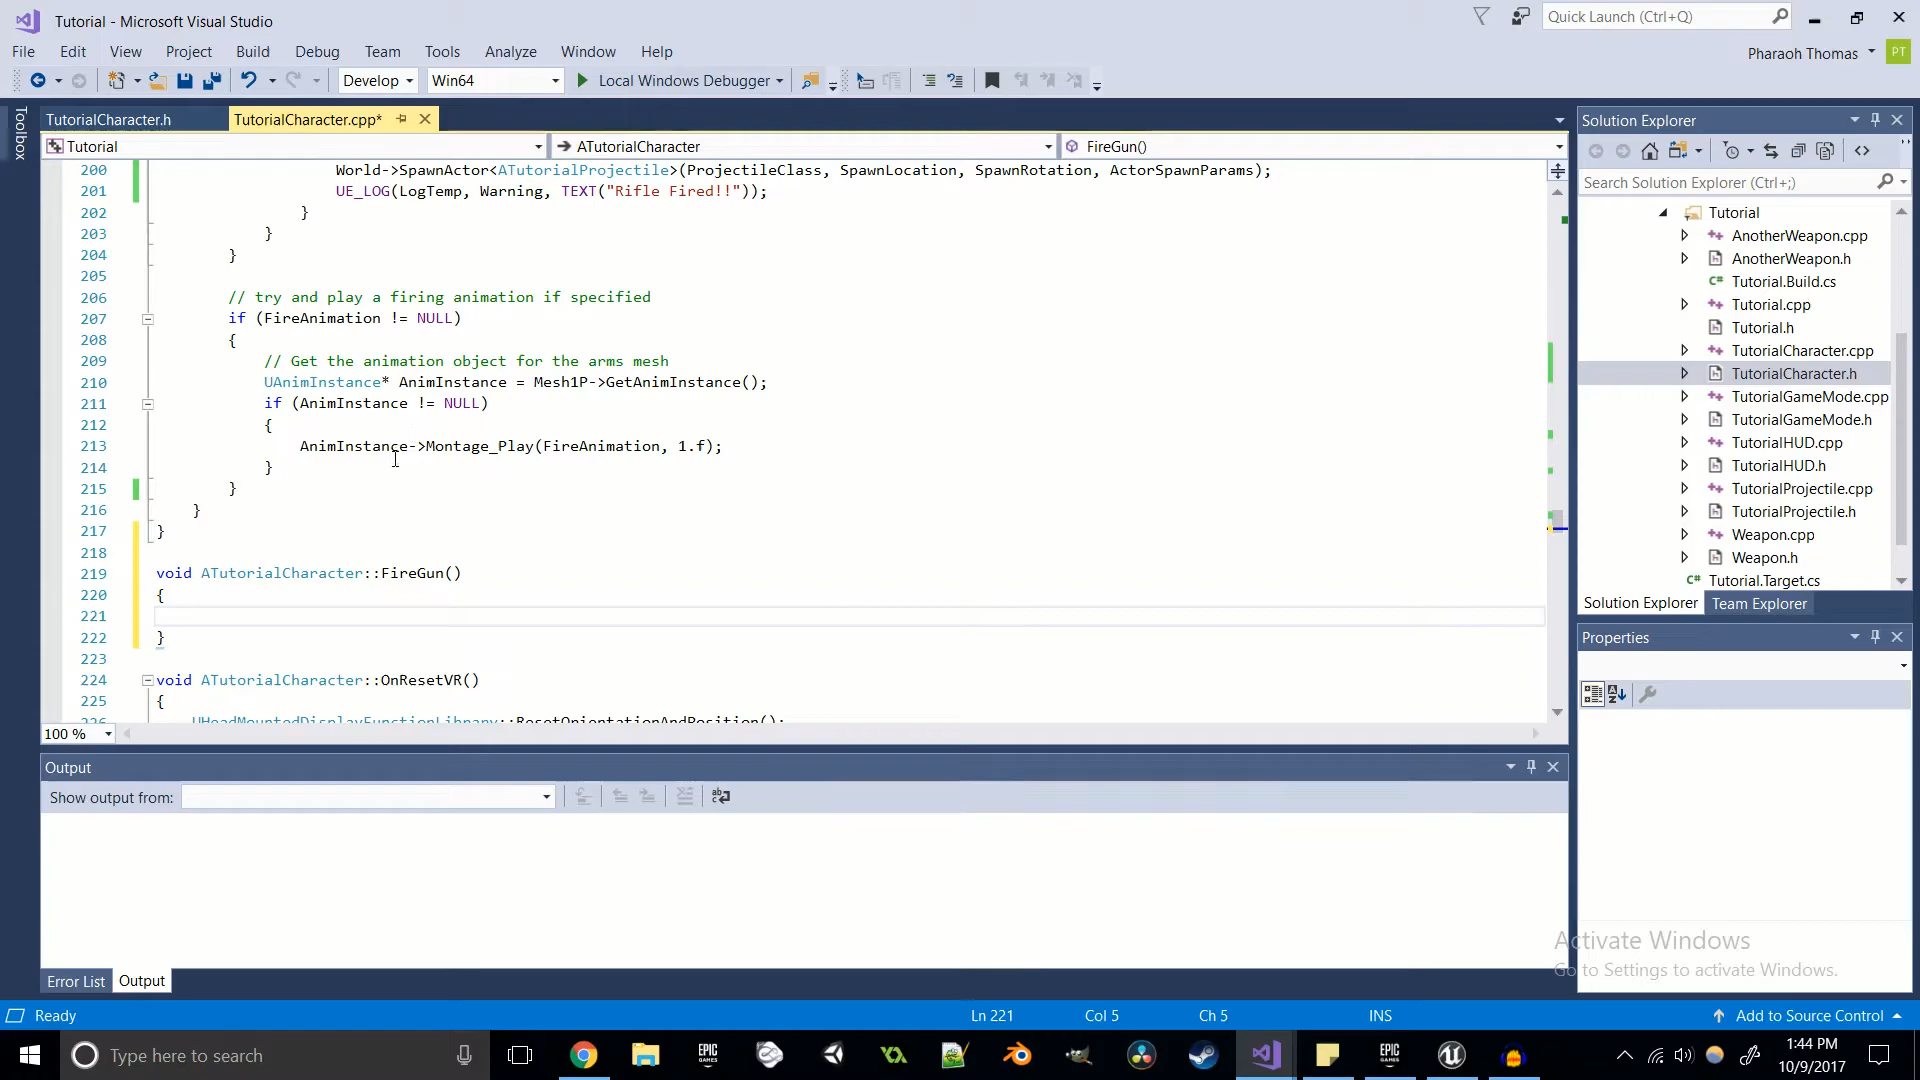 Tutorial - Microsoft Visual Studio
Quick Launch (Ctrl+Q)
File Edit View Project Build Debug Team Tools Analyze Window Help
Pharaoh Thomas PT
Develop Win64 Local Windows Debugger
Toolbox
TutorialCharacter.h TutorialCharacter.cpp*
Tutorial ATutorialCharacter FireGun()
200 World->SpawnActor<ATutorialProjectile>(ProjectileClass, SpawnLocation, SpawnRotation, ActorSpawnParams);
201 UE_LOG(LogTemp, Warning, TEXT("Rifle Fired!!"));
202 }
203 }
204 }
205
206 // try and play a firing animation if specified
207 if (FireAnimation != NULL)
208 {
209 // Get the animation object for the arms mesh
210 UAnimInstance* AnimInstance = Mesh1P->GetAnimInstance();
211 if (AnimInstance != NULL)
212 {
213 AnimInstance->Montage_Play(FireAnimation, 1.f);
214 }
215 }
216 }
217 }
218
219 void ATutorialCharacter::FireGun()
220 {
221
222 }
223
224 void ATutorialCharacter::OnResetVR()
225 {
226 UHeadMountedDisplayFunctionLibrary::ResetOrientationAndPosition();
100 %
Output
Show output from:
Error List Output
Solution Explorer
Search Solution Explorer (Ctrl+;)
Tutorial
AnotherWeapon.cpp
AnotherWeapon.h
Tutorial.Build.cs
Tutorial.cpp
Tutorial.h
TutorialCharacter.cpp
TutorialCharacter.h
TutorialGameMode.cpp
TutorialGameMode.h
TutorialHUD.cpp
TutorialHUD.h
TutorialProjectile.cpp
TutorialProjectile.h
Weapon.cpp
Weapon.h
Tutorial.Target.cs
Solution Explorer Team Explorer
Properties
Activate Windows
Go to Settings to activate Windows.
Ready Ln 221 Col 5 Ch 5 INS Add to Source Control
Type here to search
EPIC GAMES
EPIC GAMES
1:44 PM
10/9/2017